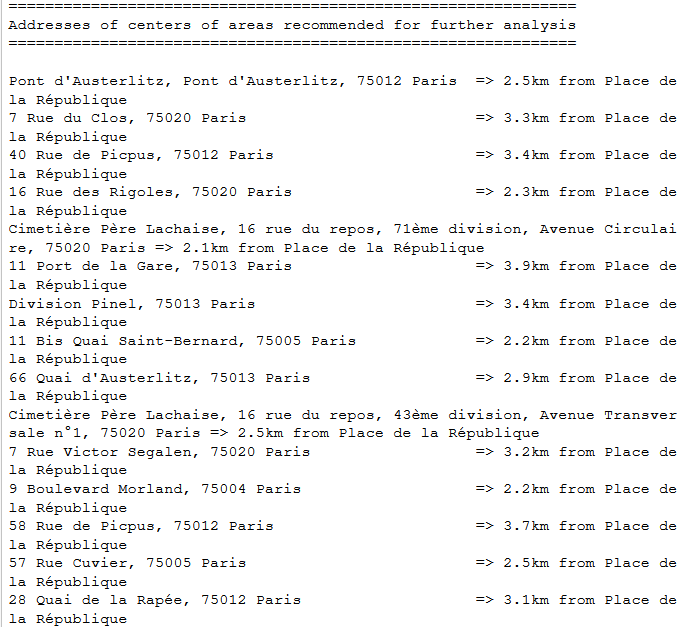 ==============================================================
Addresses of centers of areas recommended for further analysis
==============================================================
Pont d'Austerlitz, Pont d'Austerlitz, 75012 Paris  => 2.5km from Place de
la République
7 Rue du Clos, 75020 Paris                         => 3.3km from Place de
la République
40 Rue de Picpus, 75012 Paris                      => 3.4km from Place de
la République
16 Rue des Rigoles, 75020 Paris                    => 2.3km from Place de
la République
Cimetière Père Lachaise, 16 rue du repos, 71ème division, Avenue Circulai
re, 75020 Paris => 2.1km from Place de la République
11 Port de la Gare, 75013 Paris                    => 3.9km from Place de
la République
Division Pinel, 75013 Paris                        => 3.4km from Place de
la République
11 Bis Quai Saint-Bernard, 75005 Paris             => 2.2km from Place de
la République
66 Quai d'Austerlitz, 75013 Paris                  => 2.9km from Place de
la République
Cimetière Père Lachaise, 16 rue du repos, 43ème division, Avenue Transver
sale n°1, 75020 Paris => 2.5km from Place de la République
7 Rue Victor Segalen, 75020 Paris                  => 3.2km from Place de
la République
9 Boulevard Morland, 75004 Paris                   => 2.2km from Place de
la République
58 Rue de Picpus, 75012 Paris                      => 3.7km from Place de
la République
57 Rue Cuvier, 75005 Paris                         => 2.5km from Place de
la République
28 Quai de la Rapée, 75012 Paris                   => 3.1km from Place de
la République